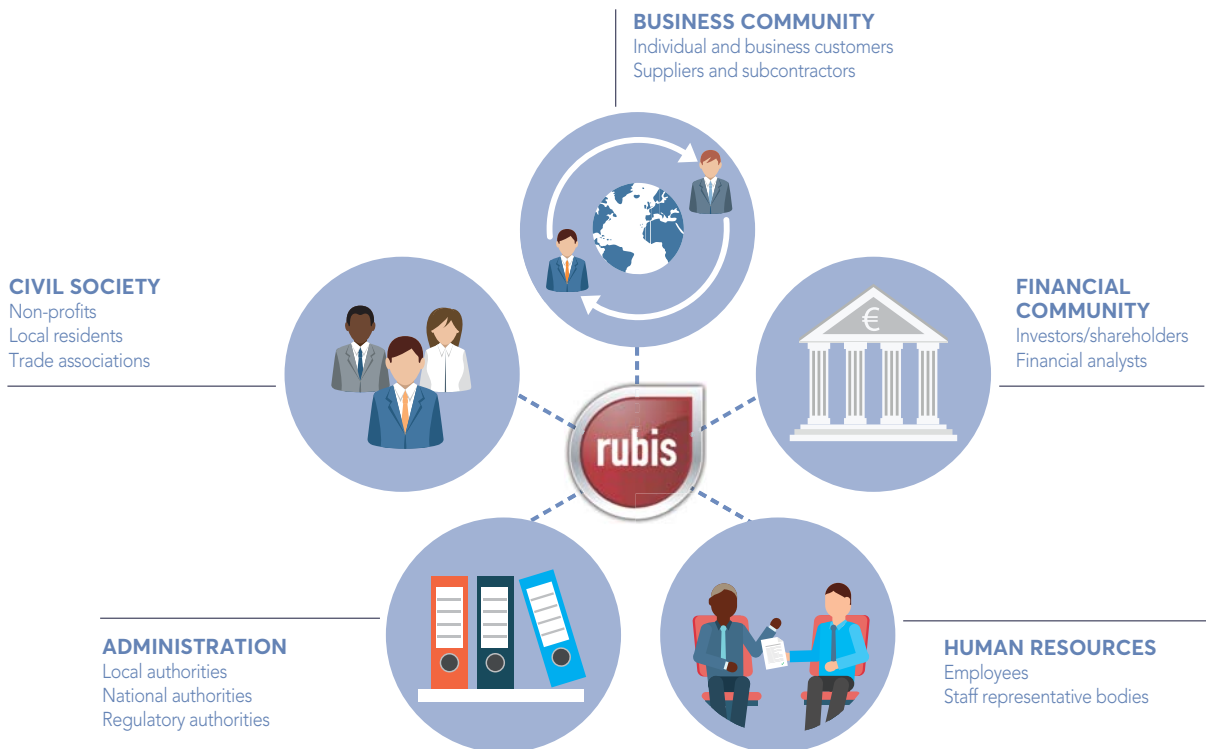 BUSINESS COMMUNITY
Individual and business customers
Suppliers and subcontractors
CIVIL SOCIETY
Non-profits
Local residents
Trade associations
FINANCIAL
COMMUNITY
Investors/shareholders
Financial analysts
€
rubis
ADMINISTRATION
Local authorities
National authorities
Regulatory authorities
HUMAN RESOURCES
Employees
Staff representative bodies